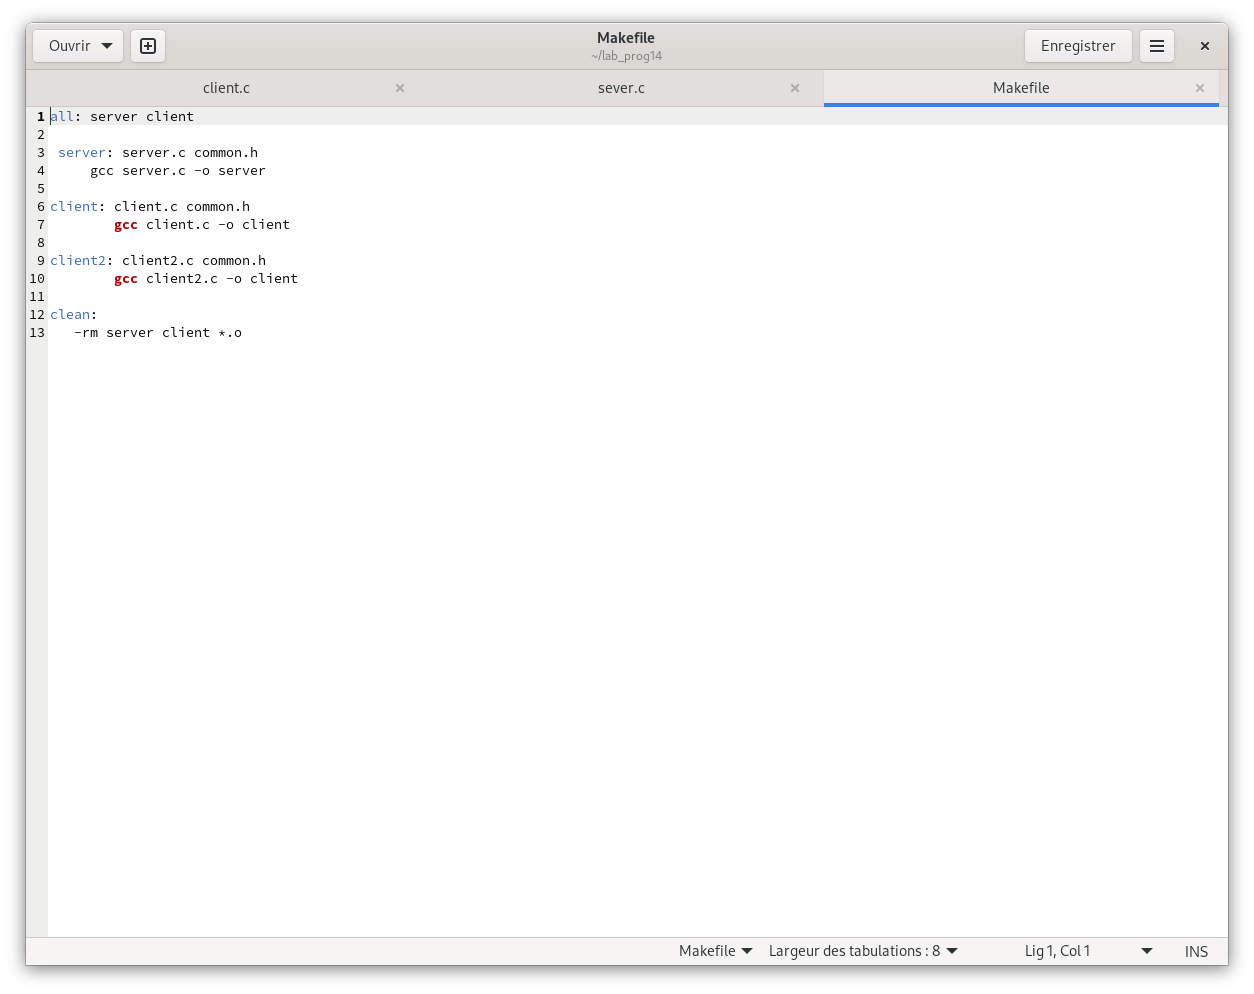 Ouvrir
Makefile
~/lab_prog14
Enregistrer
client.c
sever.c
Makefile
1 all: server client
2
3  server: server.c common.h
4      gcc server.c -o server
5
6 client: client.c common.h
7         gcc client.c -o client
8
9 client2: client2.c common.h
10         gcc client2.c -o client
11
12 clean:
13    -rm server client *.o
Makefile Largeur des tabulations : 8 Lig 1, Col 1 INS